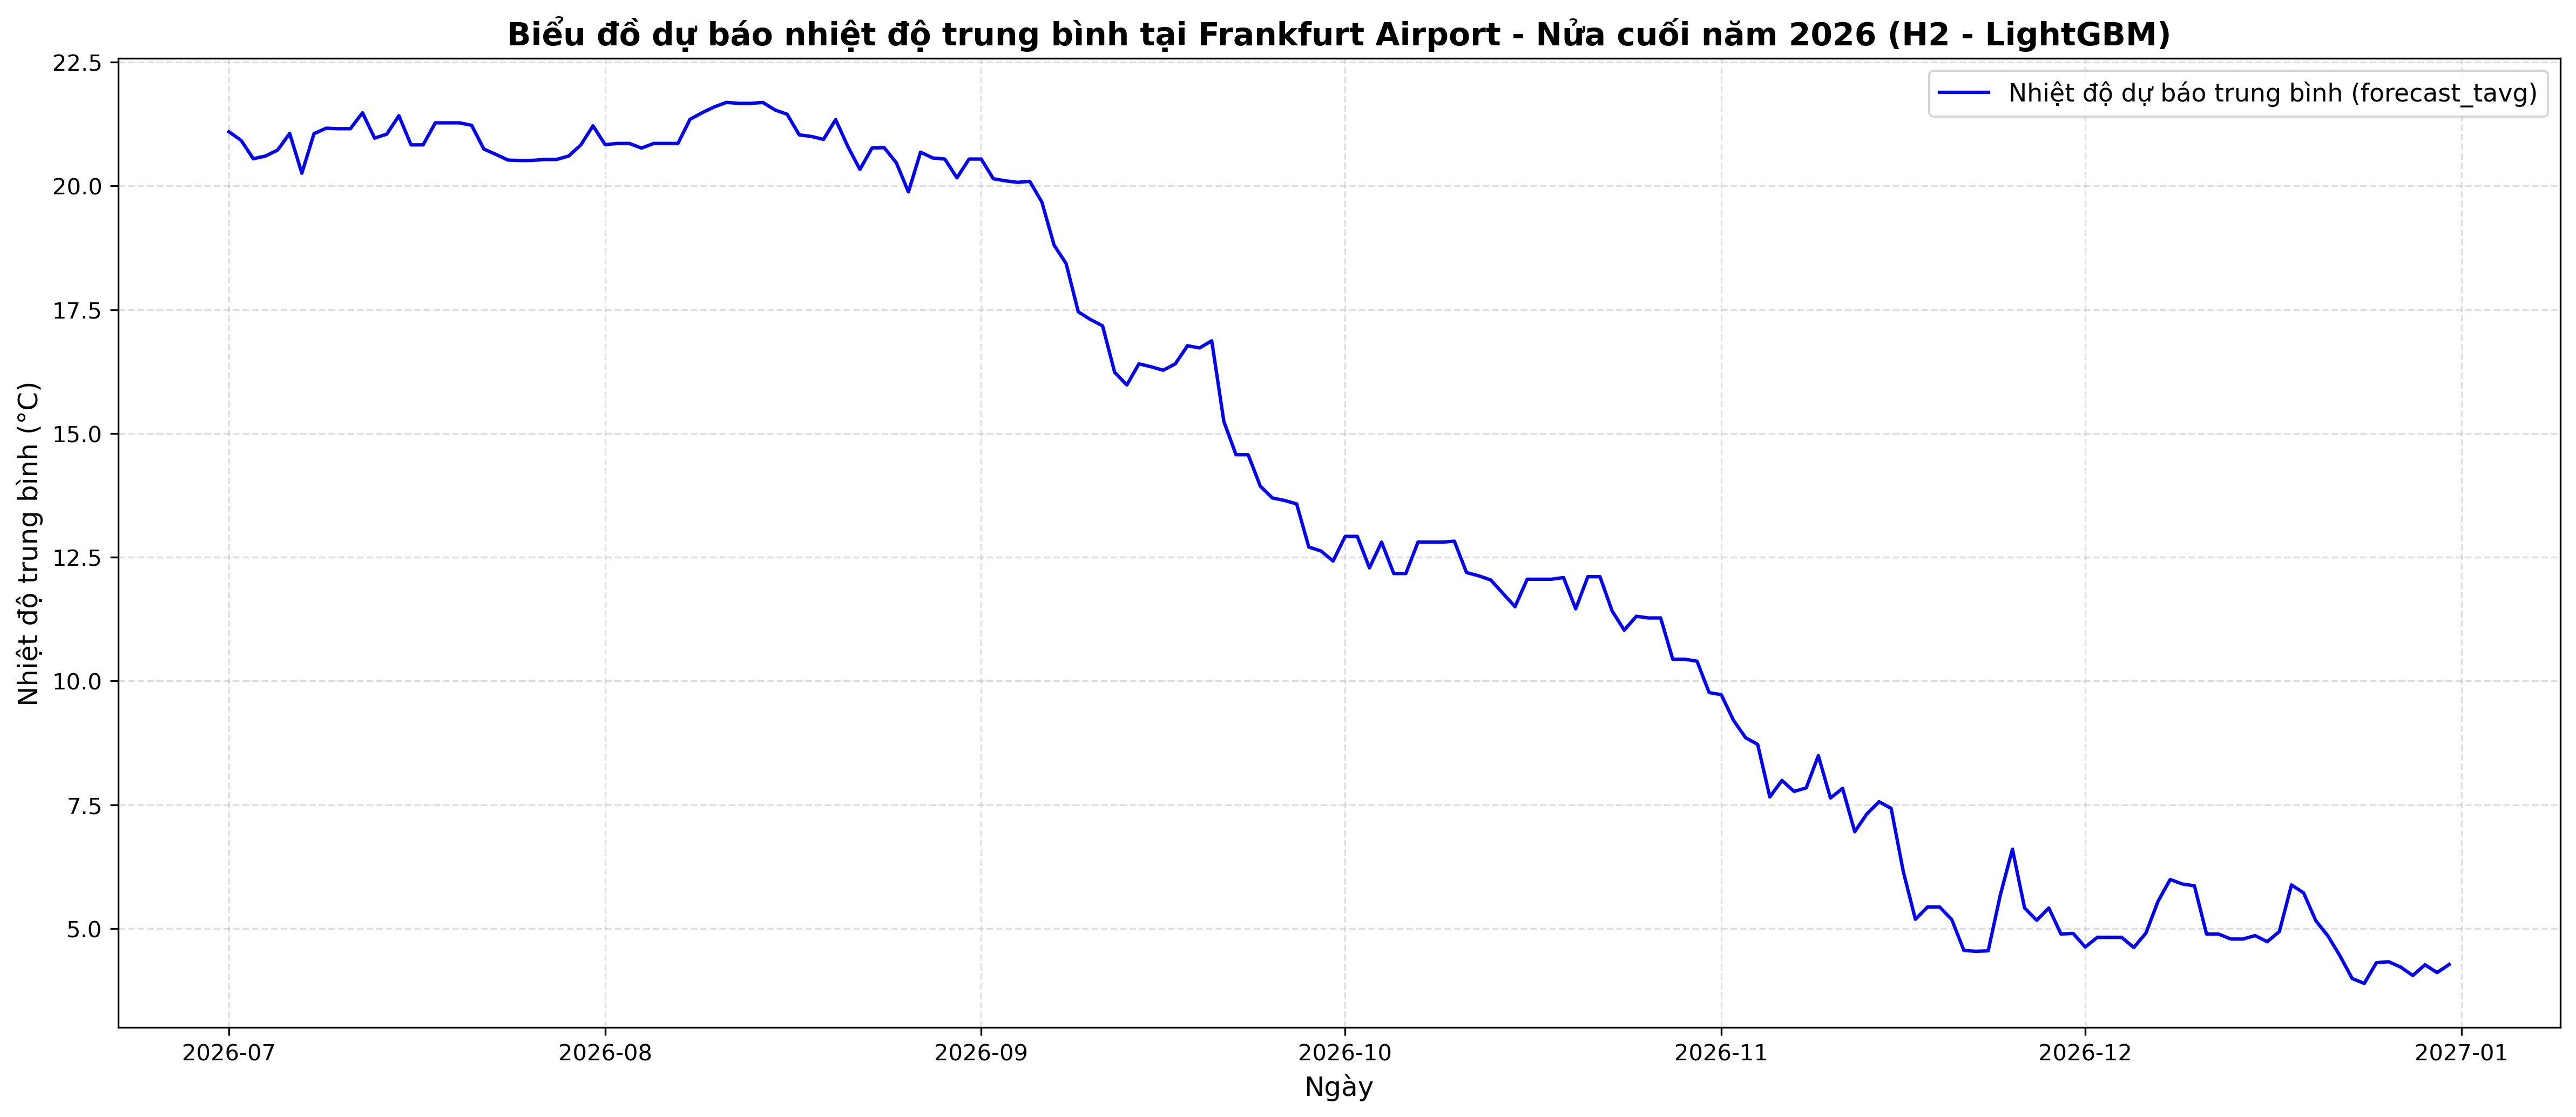 Biểu đồ dự báo nhiệt độ trung bình tại Frankfurt Airport - Nửa cuối năm 2026 (H2 - LightGBM)
Nhiệt độ dự báo trung bình (forecast_tavg)
Nhiệt độ trung bình (°C)
22.5
20.0
17.5
15.0
12.5
10.0
7.5
5.0
2026-07 2026-08 2026-09 2026-10 2026-11 2026-12 2027-01
Ngày